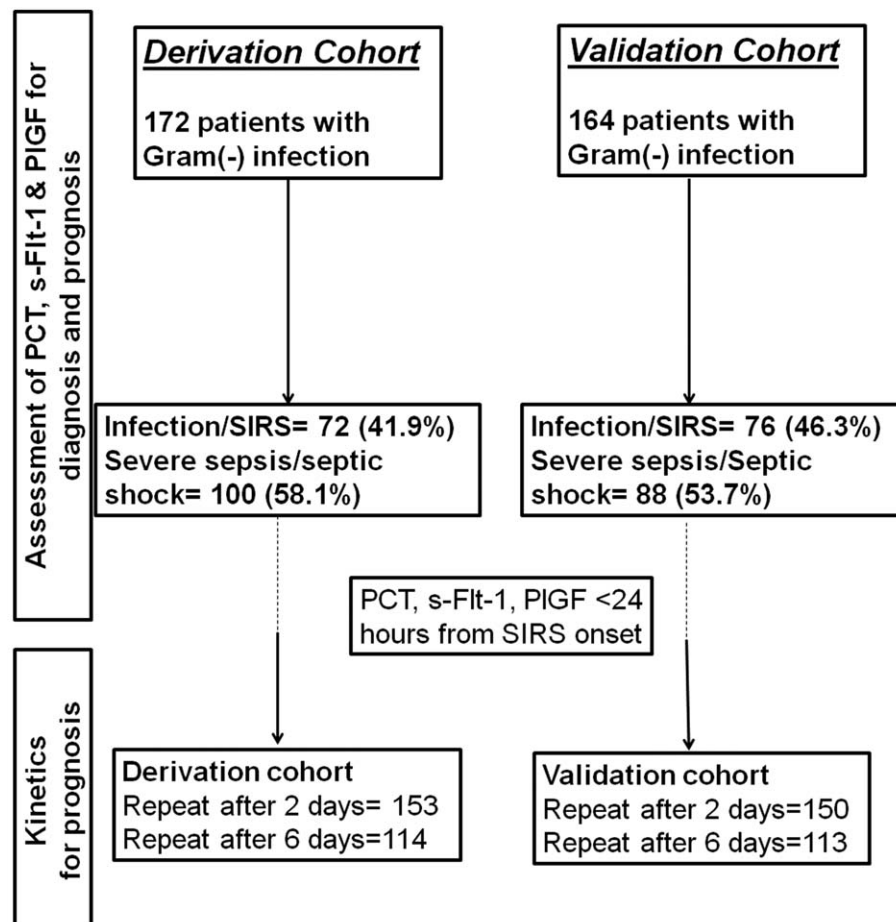 Assessment of PCT, s-Flt-1 & PlGF for
diagnosis and prognosis
Derivation Cohort
172 patients with
Gram(-) infection
Validation Cohort
164 patients with
Gram(-) infection
Infection/SIRS= 72 (41.9%)
Severe sepsis/septic
shock= 100 (58.1%)
Infection/SIRS= 76 (46.3%)
Severe sepsis/Septic
shock= 88 (53.7%)
PCT, s-Flt-1, PlGF <24
hours from SIRS onset
Kinetics
for prognosis
Derivation cohort
Repeat after 2 days= 153
Repeat after 6 days=114
Validation cohort
Repeat after 2 days=150
Repeat after 6 days=113